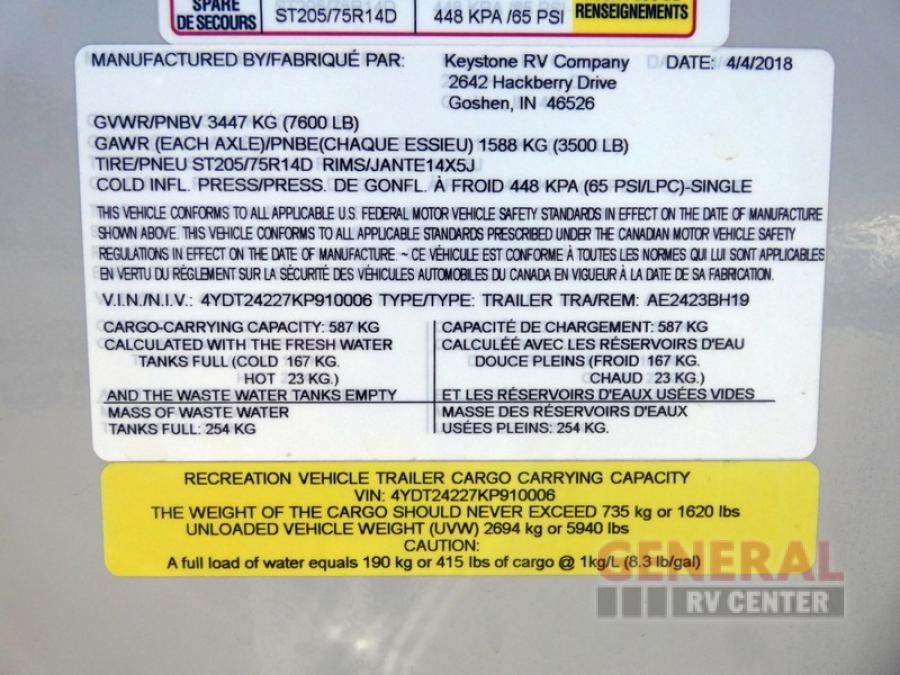 SPARE
DE SECOURS
ST205/75R14D
448 KPA /65 PSI
RENSEIGNEMENTS
MANUFACTURED BY/FABRIQUÉ PAR: Keystone RV Company DATE: 4/4/2018
2642 Hackberry Drive
Goshen, IN 46526
GVWR/PNBV 3447 KG (7600 LB)
GAWR (EACH AXLE)/PNBE(CHAQUE ESSIEU) 1588 KG (3500 LB)
TIRE/PNEU ST205/75R14D RIMS/JANTE14X5J
COLD INFL. PRESS/PRESS. DE GONFL. À FROID 448 KPA (65 PSI/LPC)-SINGLE
THIS VEHICLE CONFORMS TO ALL APPLICABLE U.S. FEDERAL MOTOR VEHICLE SAFETY STANDARDS IN EFFECT ON THE DATE OF MANUFACTURE
SHOWN ABOVE. THIS VEHICLE CONFORMS TO ALL APPLICABLE STANDARDS PRESCRIBED UNDER THE CANADIAN MOTOR VEHICLE SAFETY
REGULATIONS IN EFFECT ON THE DATE OF MANUFACTURE. ~ CE VÉHICULE EST CONFORME À TOUTES LES NORMES QUI LUI SONT APPLICABLES
EN VERTU DU RÉGLEMENT SUR LA SÉCURITÉ DES VÉHICULES AUTOMOBILES DU CANADA EN VIGUEUR À LA DATE DE SA FABRICATION.
V.I.N./N.I.V.: 4YDT24227KP910006 TYPE/TYPE: TRAILER TRA/REM: AE2423BH19
CARGO-CARRYING CAPACITY: 587 KG
CALCULATED WITH THE FRESH WATER
TANKS FULL (COLD 167 KG.
HOT 23 KG.)
AND THE WASTE WATER TANKS EMPTY
MASS OF WASTE WATER
TANKS FULL: 254 KG
CAPACITÉ DE CHARGEMENT: 587 KG
CALCULÉE AVEC LES RÉSERVOIRS D'EAU
DOUCE PLEINS (FROID 167 KG.
CHAUD 23 KG.)
ET LES RÉSERVOIRS D'EAUX USÉES VIDES
MASSE DES RÉSERVOIRS D'EAUX
USÉES PLEINS: 254 KG.
RECREATION VEHICLE TRAILER CARGO CARRYING CAPACITY
VIN: 4YDT24227KP910006
THE WEIGHT OF THE CARGO SHOULD NEVER EXCEED 735 kg or 1620 lbs
UNLOADED VEHICLE WEIGHT (UVW) 2694 kg or 5940 lbs
CAUTION:
A full load of water equals 190 kg or 415 lbs of cargo @ 1kg/L (8.3 lb/gal)
GENERAL
RV CENTER